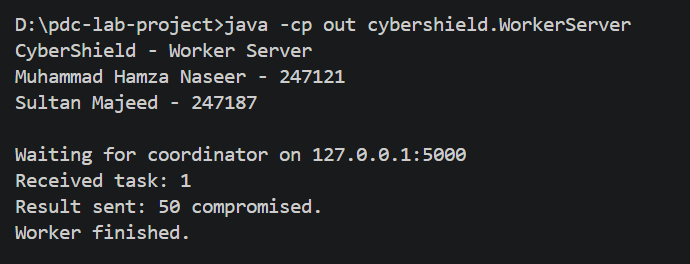 D:\pdc-lab-project>java -cp out cybershield.WorkerServer
CyberShield - Worker Server
Muhammad Hamza Naseer - 247121
Sultan Majeed - 247187
Waiting for coordinator on 127.0.0.1:5000
Received task: 1
Result sent: 50 compromised.
Worker finished.